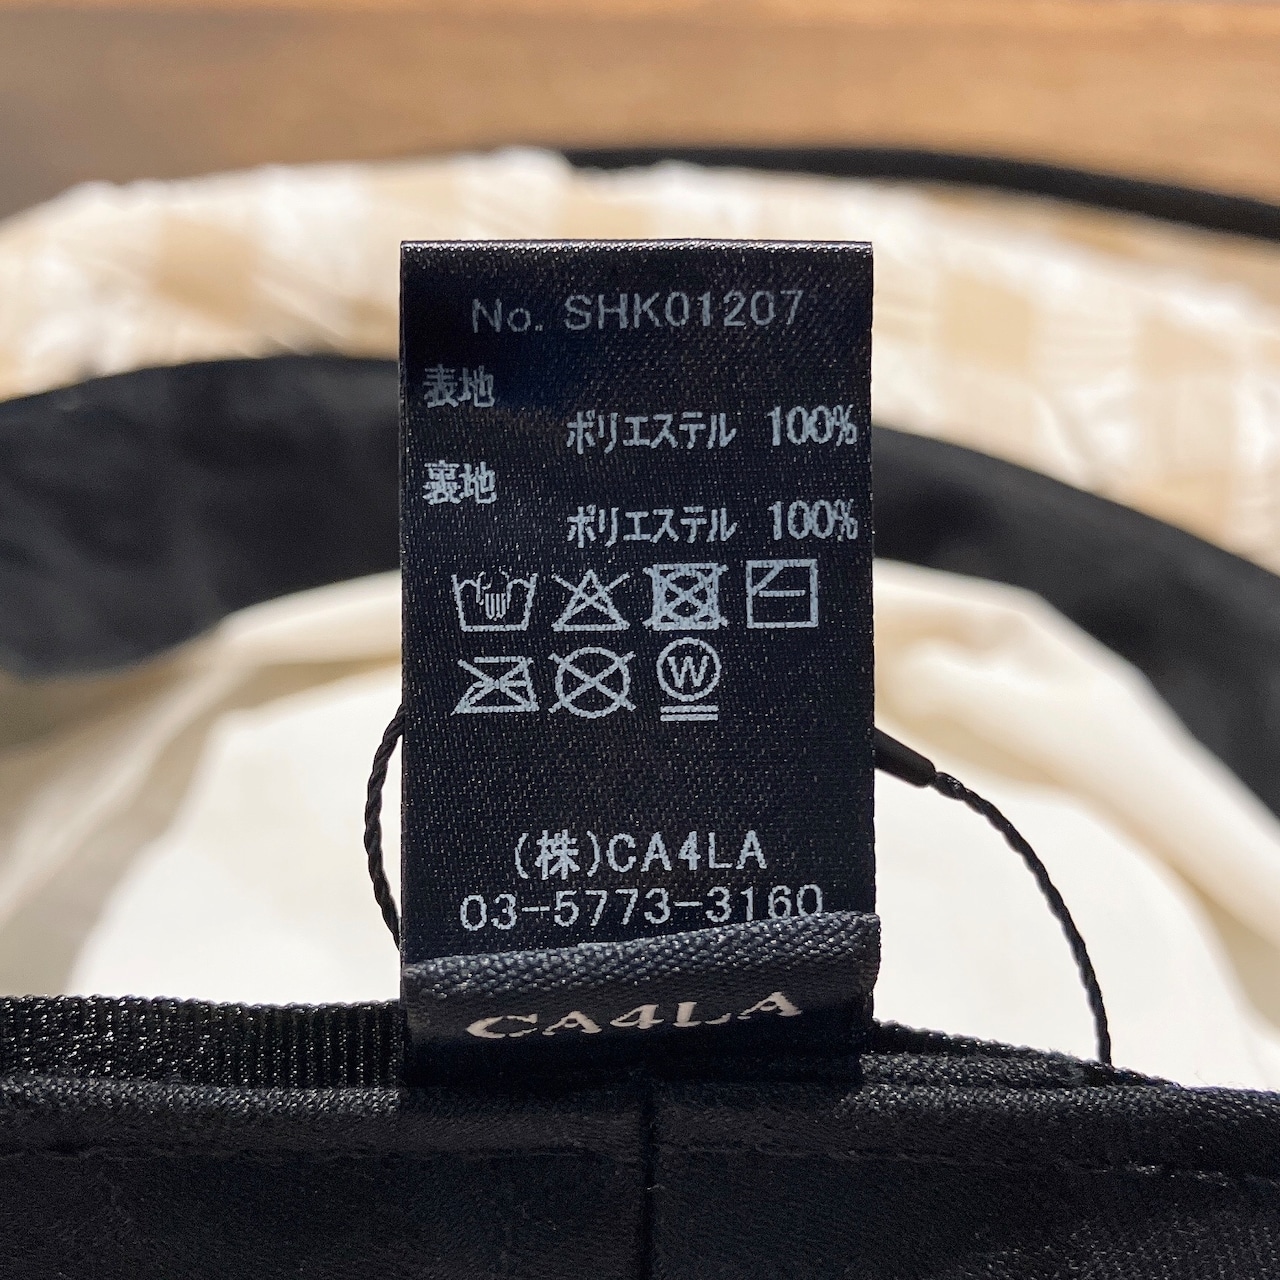 No. SHK01207
表地
ポリエステル 100%
裏地
ポリエステル 100%
W
(株)CA4LA
03-5773-3160
CA4LA